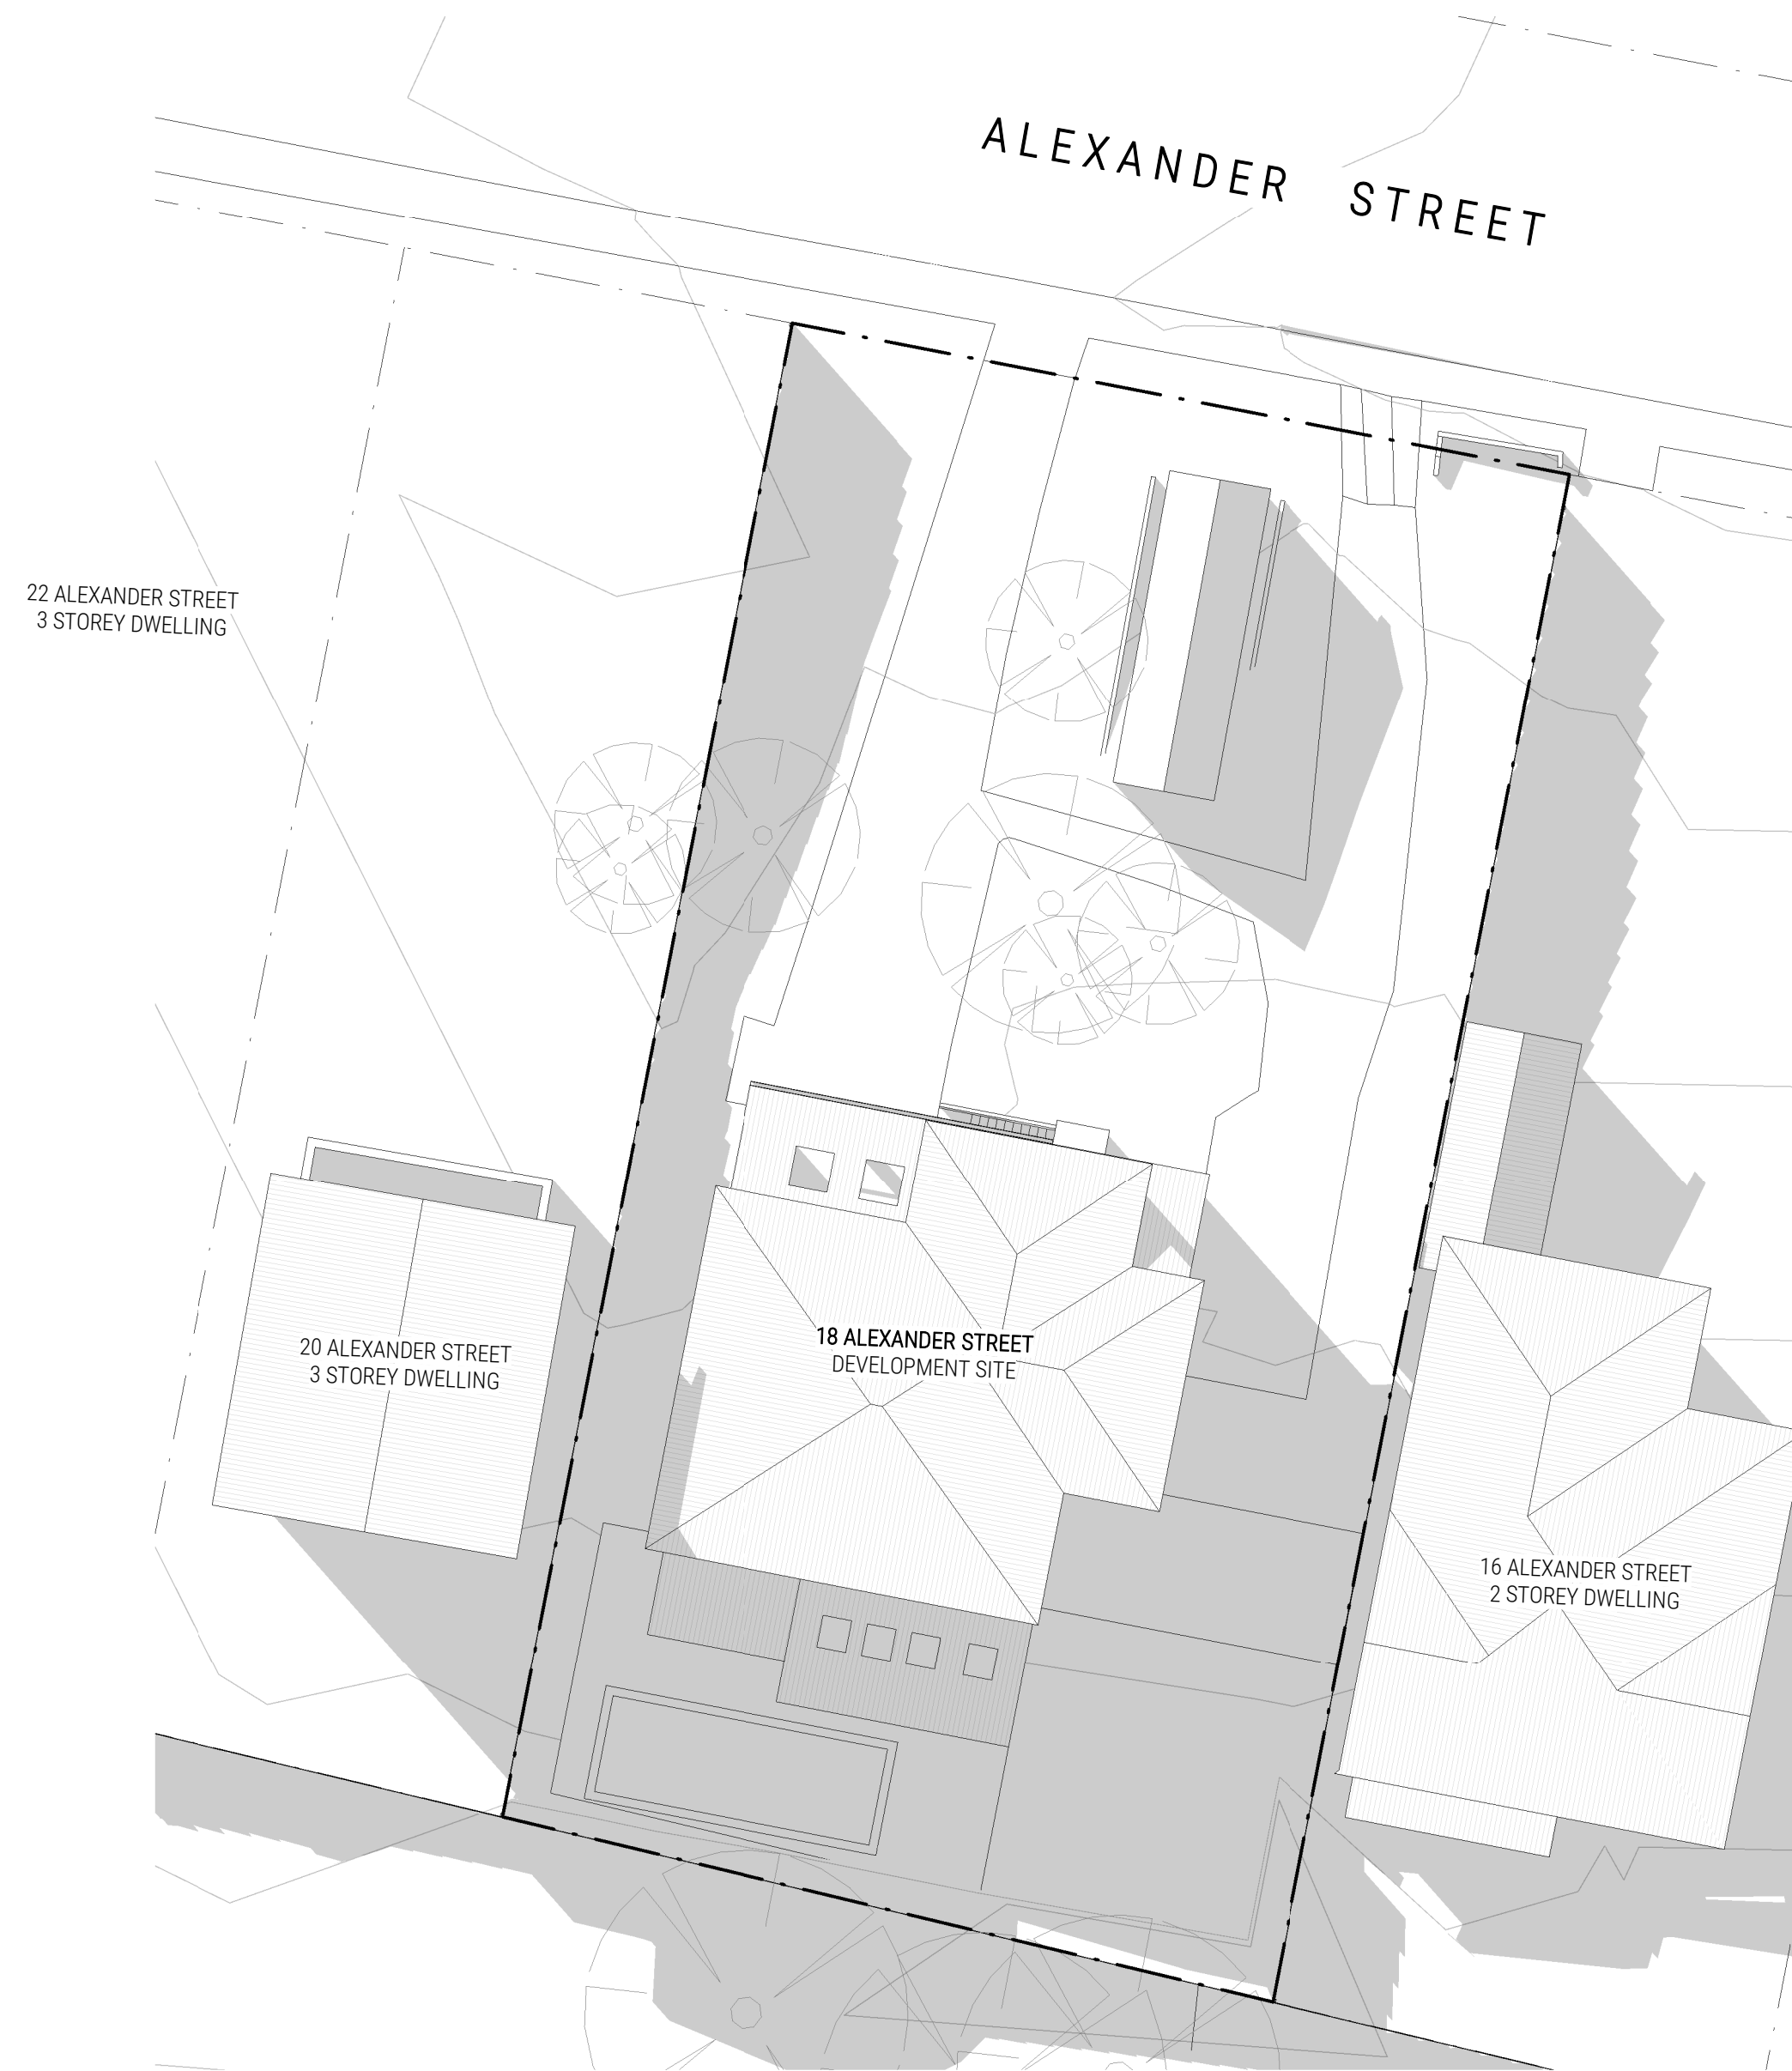 ALEXANDER STREET
22 ALEXANDER STREET
3 STOREY DWELLING
20 ALEXANDER STREET
3 STOREY DWELLING
18 ALEXANDER STREET
DEVELOPMENT SITE
16 ALEXANDER STREET
2 STOREY DWELLING